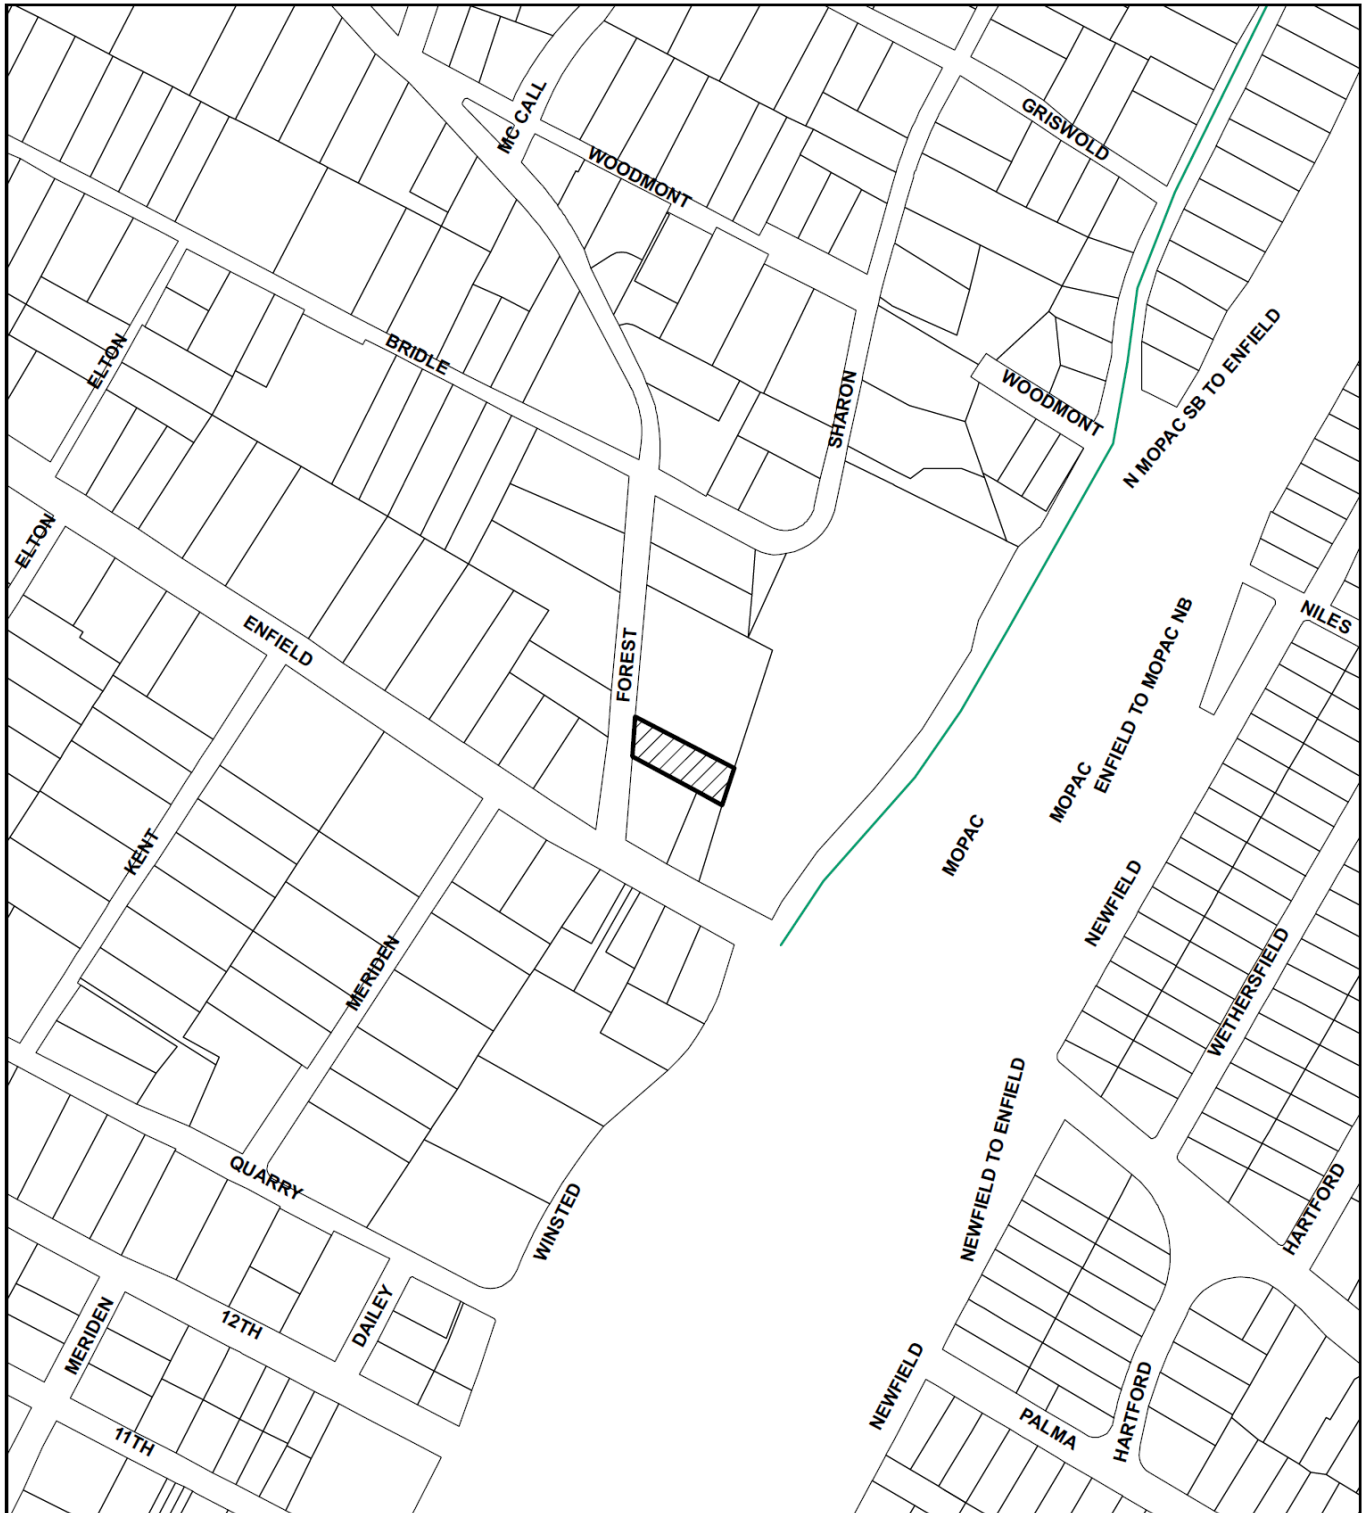 MC CALL
GRISWOLD
WOODMONT
ELTON
BRIDLE
N MOPAC SB TO ENFIELD
SHARON
WOODMONT
ELTON
ENFIELD
FOREST
NILES
ENFIELD TO MOPAC NB
MOPAC
MOPAC
KENT
NEWFIELD
MERIDEN
WETHERSFIELD
NEWFIELD TO ENFIELD
QUARRY
WINSTED
HARTFORD
MERIDEN
12TH
DAILEY
NEWFIELD
HARTFORD
PALMA
11TH